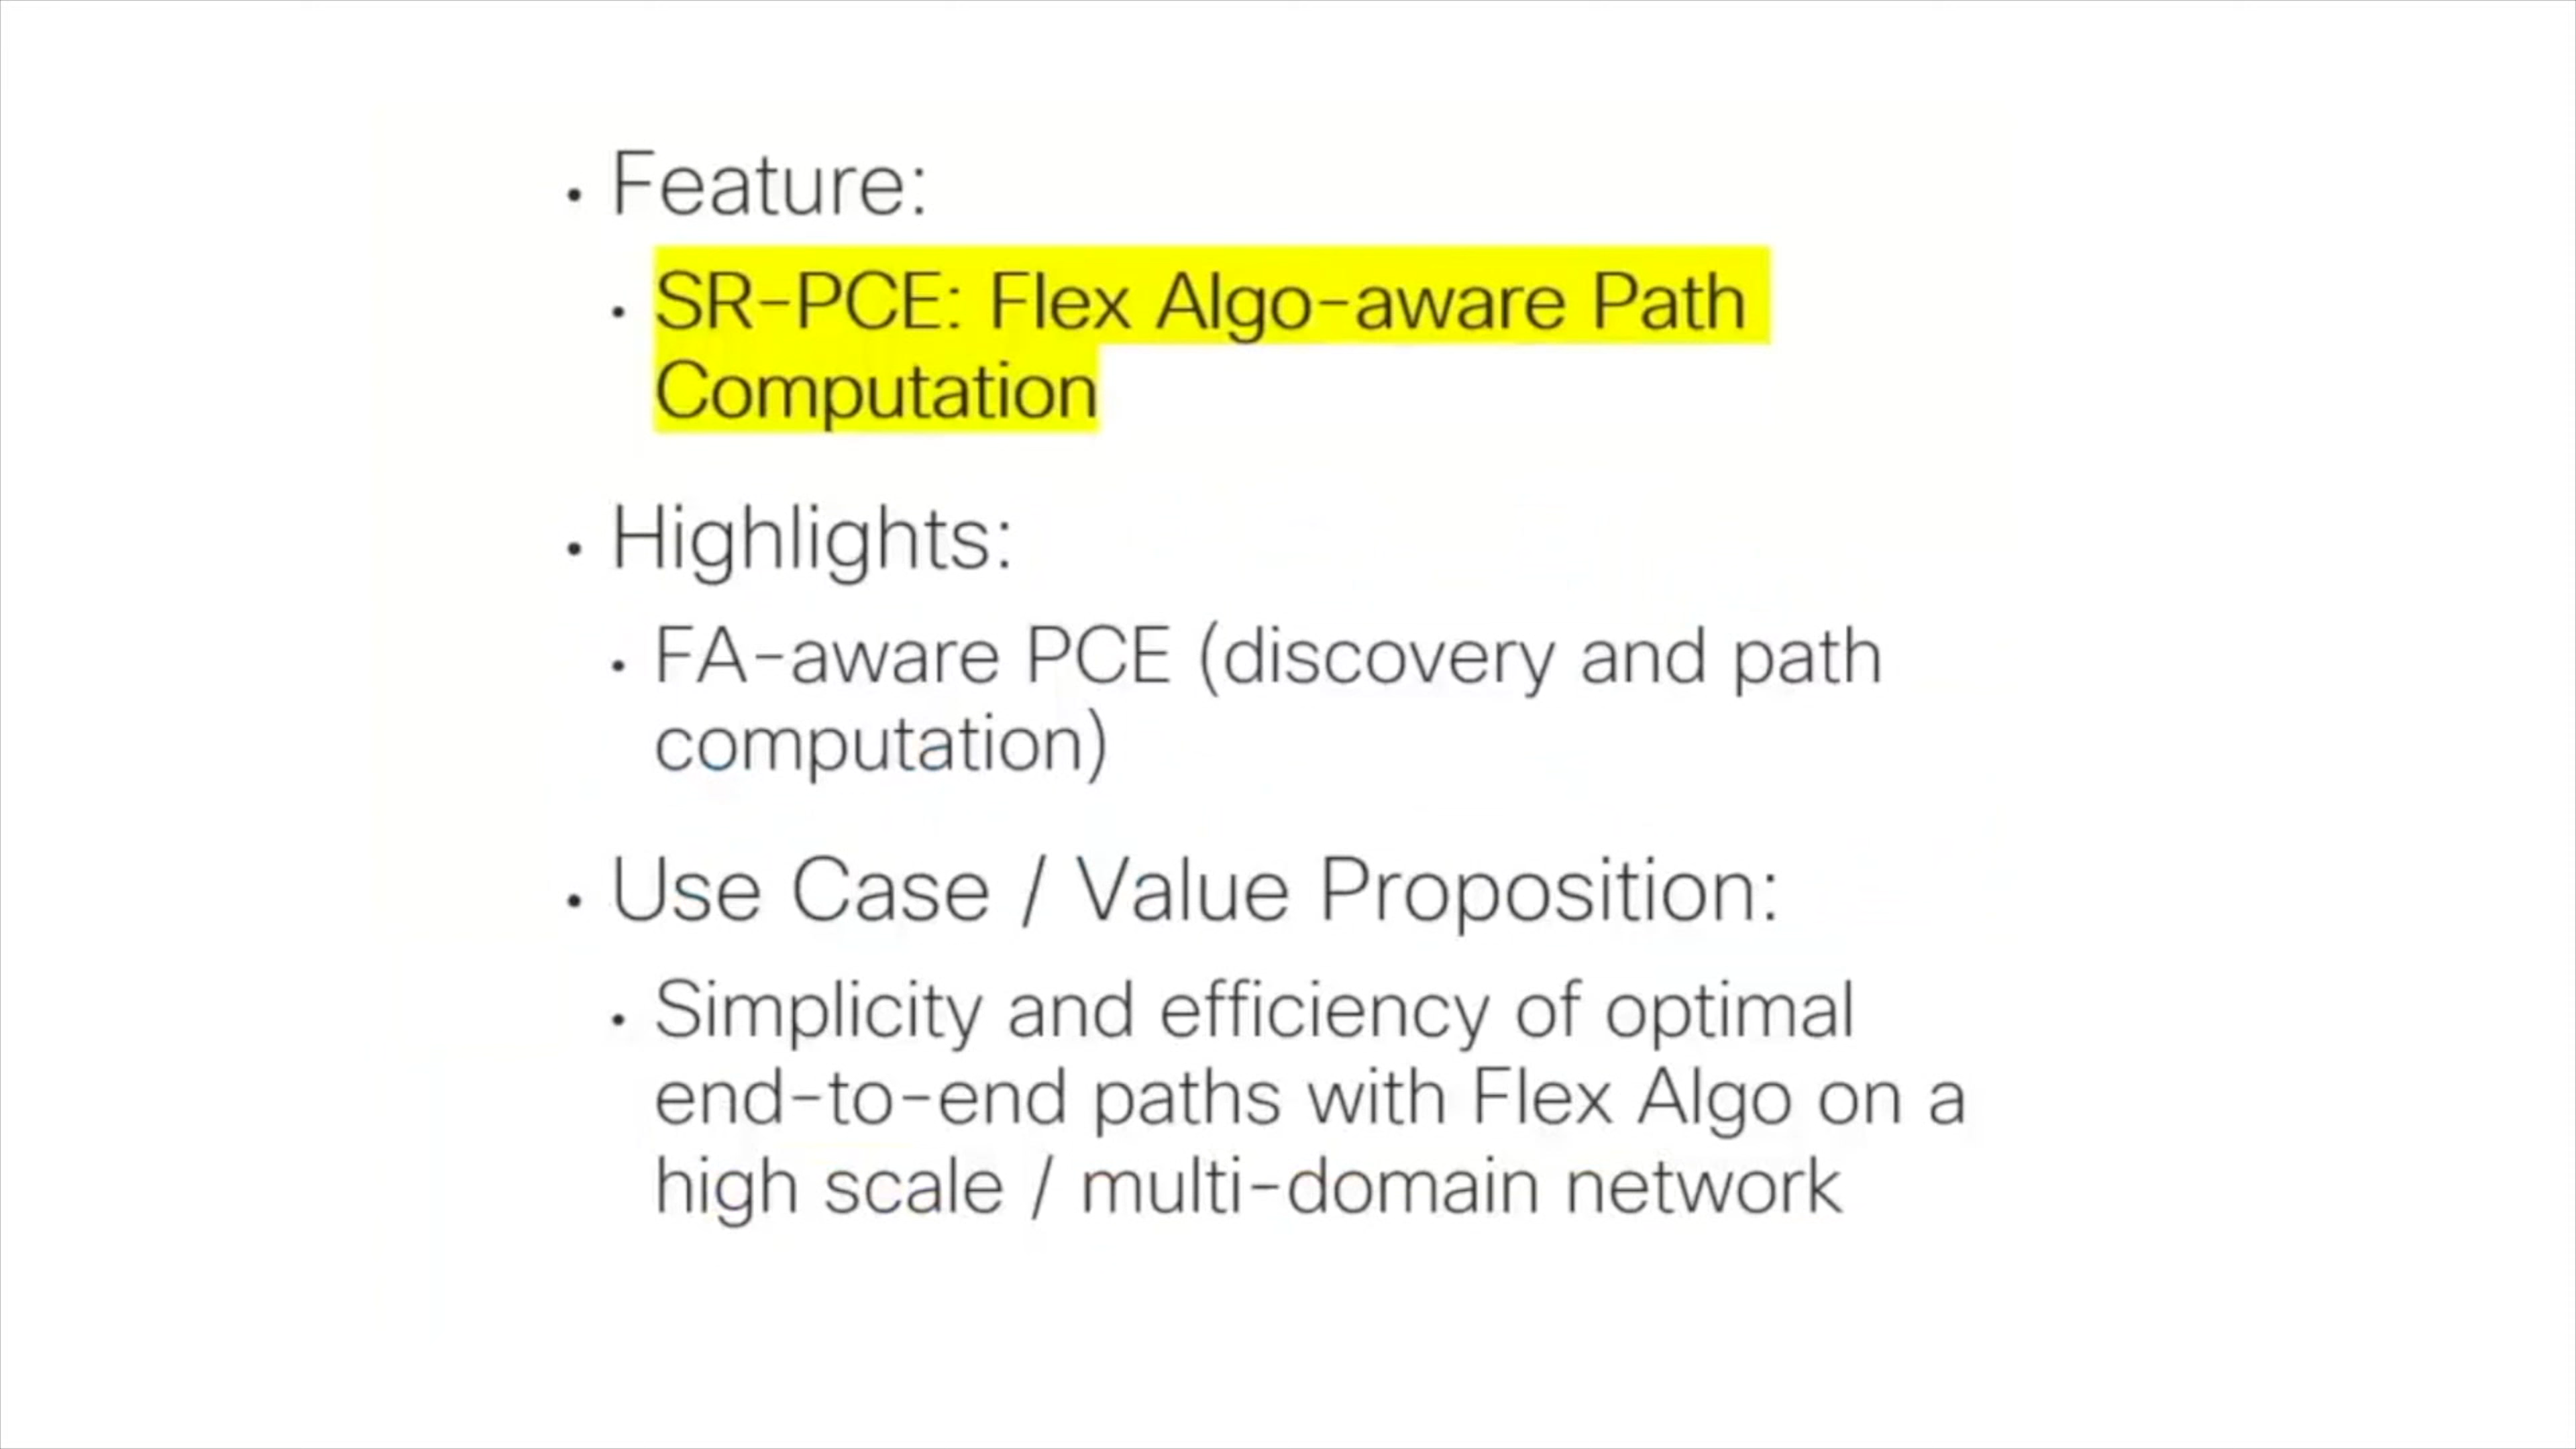 • Feature:
• SR-PCE: Flex Algo-aware Path
Computation
• Highlights:
• FA-aware PCE (discovery and path
computation)
• Use Case / Value Proposition:
• Simplicity and efficiency of optimal
end-to-end paths with Flex Algo on a
high scale / multi-domain network